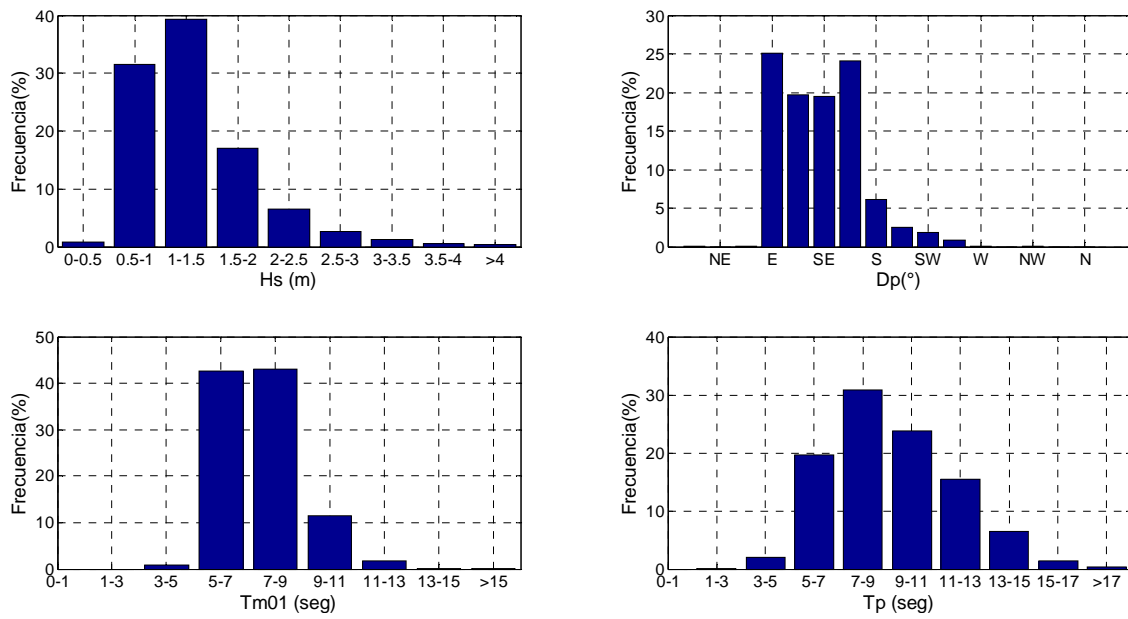 40
30
20
10
0
Frecuencia(%)
0-0.5 0.5-1 1-1.5 1.5-2 2-2.5 2.5-3 3-3.5 3.5-4 >4
Hs (m)
30
25
20
15
10
5
0
Frecuencia(%)
NE E SE S SW W NW N
Dp(°)
50
40
30
20
10
0
Frecuencia(%)
0-1 1-3 3-5 5-7 7-9 9-11 11-13 13-15 >15
Tm01 (seg)
40
30
20
10
0
Frecuencia(%)
0-1 1-3 3-5 5-7 7-9 9-11 11-13 13-15 15-17 >17
Tp (seg)